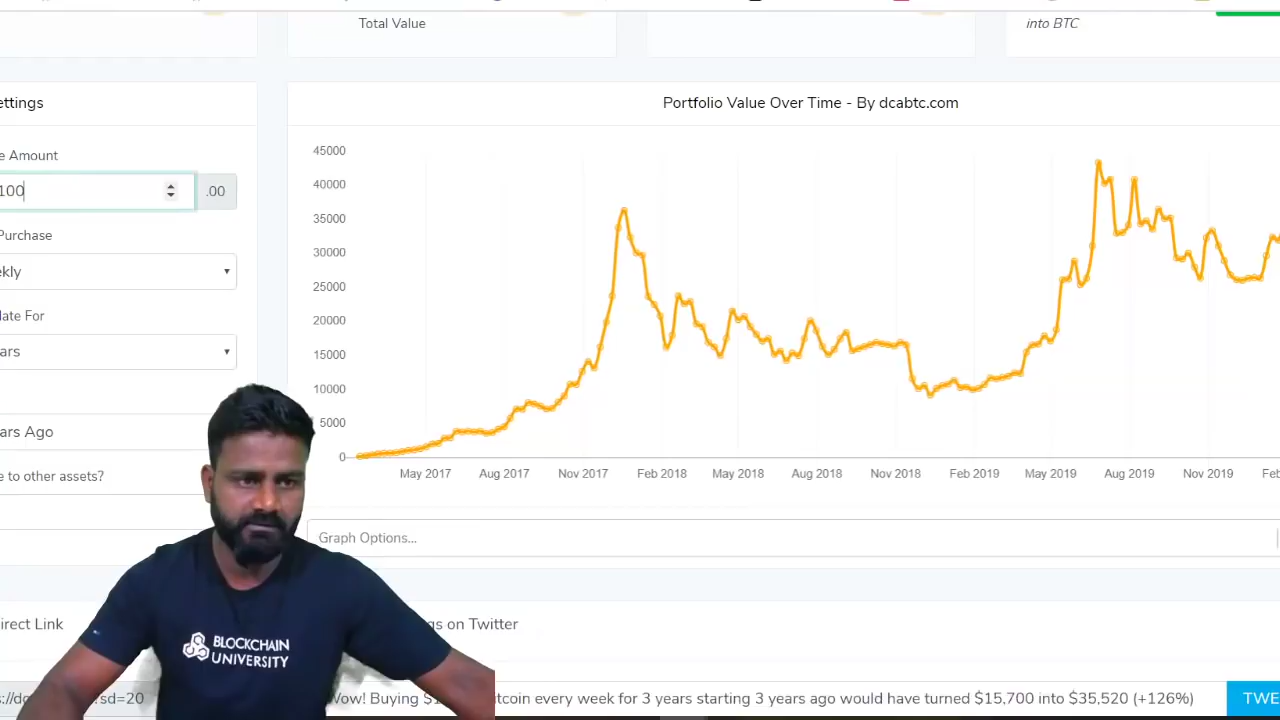 Total Value
into BTC
ettings
Portfolio Value Over Time - By dcabtc.com
e Amount
100
.00
Purchase
kly
late For
ars
ars Ago
e to other assets?
45000
40000
35000
30000
25000
20000
15000
10000
5000
0
May 2017 Aug 2017 Nov 2017 Feb 2018 May 2018 Aug 2018 Nov 2018 Feb 2019 May 2019 Aug 2019 Nov 2019 Feb
Graph Options...
irect Link
gs on Twitter
BLOCKCHAIN
UNIVERSITY
s://d
rsd=20
Wow! Buying $1
tcoin every week for 3 years starting 3 years ago would have turned $15,700 into $35,520 (+126%)
TWE